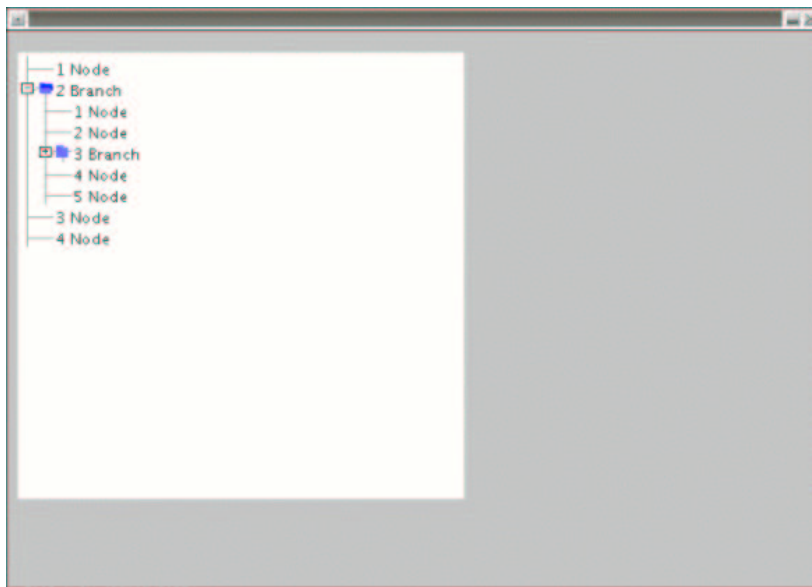 1 Node
2 Branch
1 Node
2 Node
3 Branch
4 Node
5 Node
3 Node
4 Node